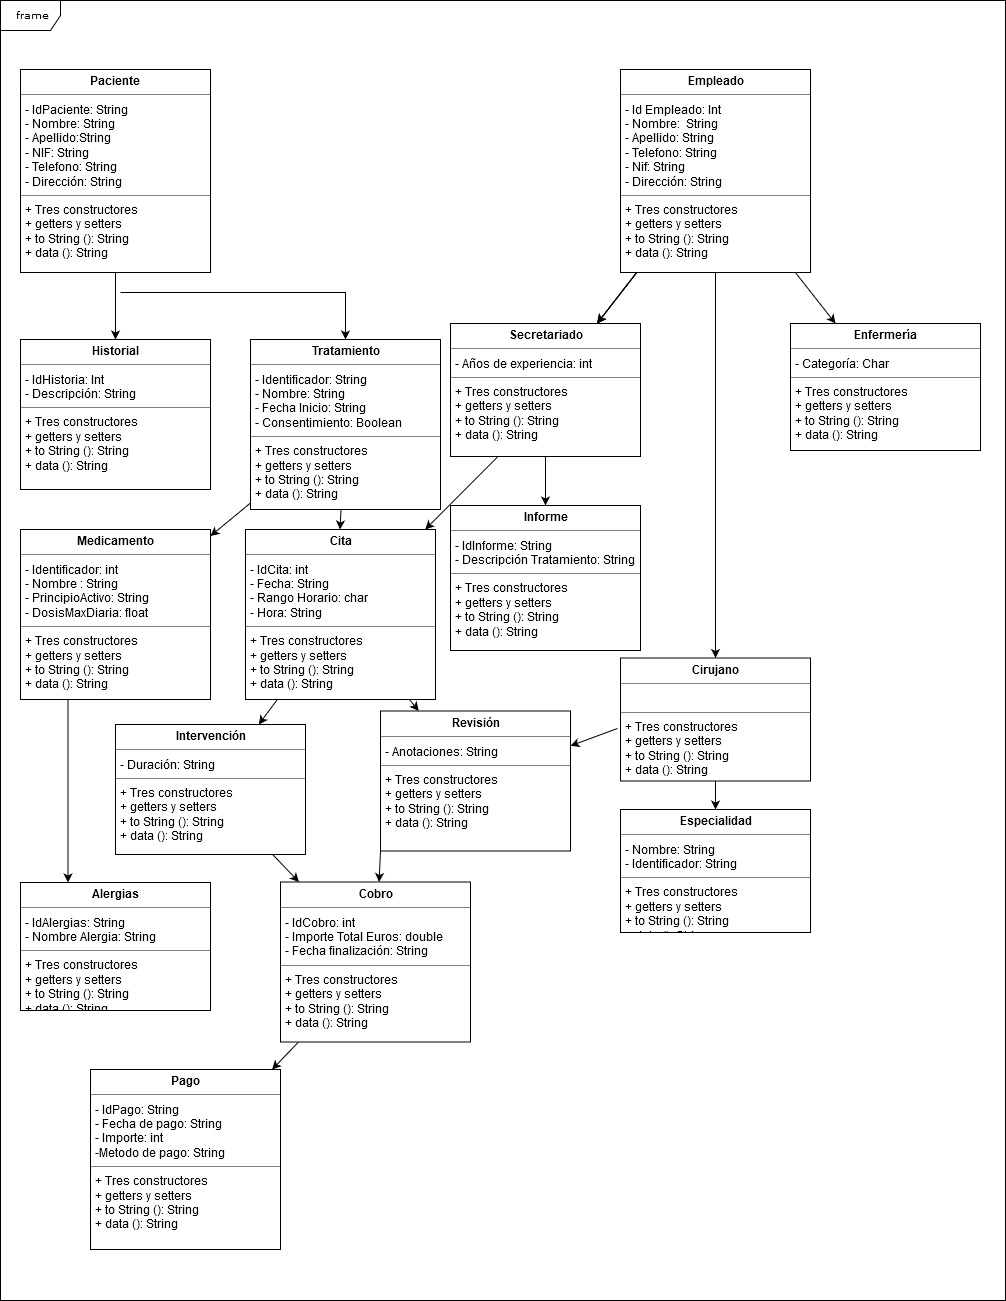 frame
Paciente
- IdPaciente: String
- Nombre: String
- Apellido:String
- NIF: String
- Telefono: String
- Dirección: String
+ Tres constructores
+ getters y setters
+ to String (): String
+ data (): String
Empleado
- Id Empleado: Int
- Nombre:  String
- Apellido: String
- Telefono: String
- Nif: String
- Dirección: String
+ Tres constructores
+ getters y setters
+ to String (): String
+ data (): String
Historial
- IdHistoria: Int
- Descripción: String
+ Tres constructores
+ getters y setters
+ to String (): String
+ data (): String
Tratamiento
- Identificador: String
- Nombre: String
- Fecha Inicio: String
- Consentimiento: Boolean
+ Tres constructores
+ getters y setters
+ to String (): String
+ data (): String
Secretariado
- Años de experiencia: int
+ Tres constructores
+ getters y setters
+ to String (): String
+ data (): String
Enfermería
- Categoría: Char
+ Tres constructores
+ getters y setters
+ to String (): String
+ data (): String
Medicamento
- Identificador: int
- Nombre : String
- PrincipioActivo: String
- DosisMaxDiaria: float
+ Tres constructores
+ getters y setters
+ to String (): String
+ data (): String
Cita
- IdCita: int
- Fecha: String
- Rango Horario: char
- Hora: String
+ Tres constructores
+ getters y setters
+ to String (): String
+ data (): String
Informe
- IdInforme: String
- Descripción Tratamiento: String
+ Tres constructores
+ getters y setters
+ to String (): String
+ data (): String
Cirujano
+ Tres constructores
+ getters y setters
+ to String (): String
+ data (): String
Intervención
- Duración: String
+ Tres constructores
+ getters y setters
+ to String (): String
+ data (): String
Revisión
- Anotaciones: String
+ Tres constructores
+ getters y setters
+ to String (): String
+ data (): String
Especialidad
- Nombre: String
- Identificador: String
+ Tres constructores
+ getters y setters
+ to String (): String
Alergias
- IdAlergias: String
- Nombre Alergia: String
+ Tres constructores
+ getters y setters
+ to String (): String
+ data (): String
Cobro
- IdCobro: int
- Importe Total Euros: double
- Fecha finalización: String
+ Tres constructores
+ getters y setters
+ to String (): String
+ data (): String
Pago
- IdPago: String
- Fecha de pago: String
- Importe: int
-Metodo de pago: String
+ Tres constructores
+ getters y setters
+ to String (): String
+ data (): String